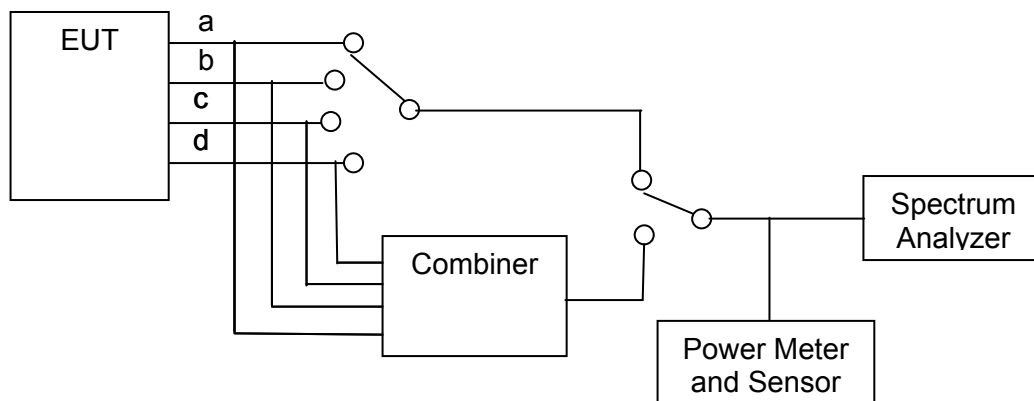 EUT
a
b
c
d
Combiner
Spectrum
Analyzer
Power Meter
and Sensor